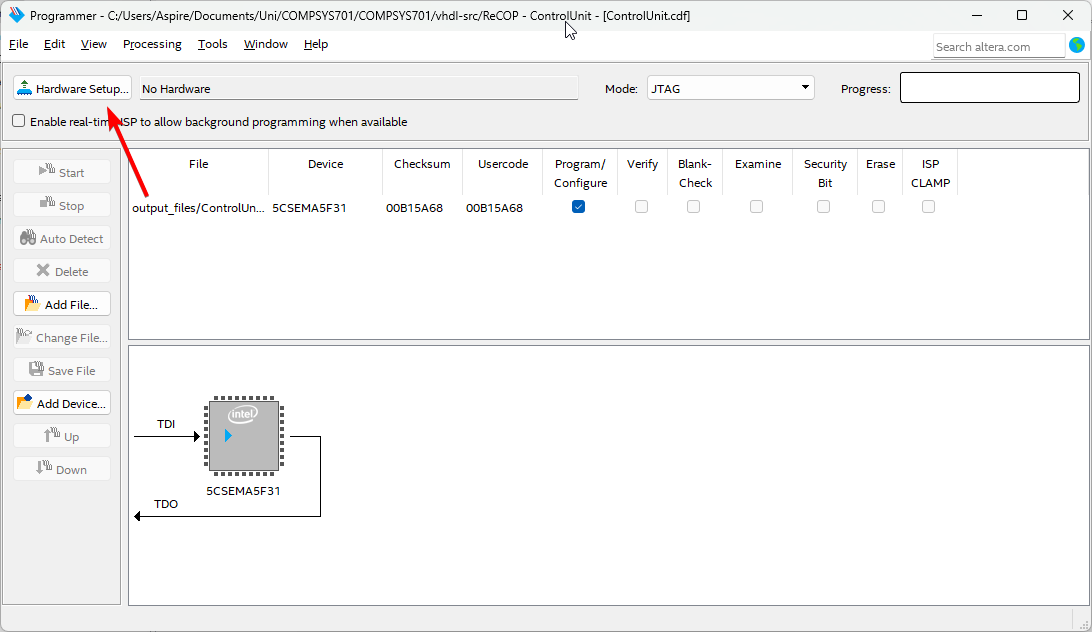 Programmer - C:/Users/Aspire/Documents/Uni/COMPSYS701/COMPSYS701/vhdl-src/ReCOP - ControlUnit - [ControlUnit.cdf]
File Edit View Processing Tools Window Help
Search altera.com
Hardware Setup... No Hardware Mode: JTAG Progress:
Enable real-time ISP to allow background programming when available
Start
Stop
Auto Detect
Delete
Add File...
Change File...
Save File
Add Device...
Up
Down
File Device Checksum Usercode Program/ Verify Blank- Examine Security Erase ISP
Configure Check Bit CLAMP
output_files/ControlUn... 5CSEMA5F31 00B15A68 00B15A68
TDI
intel
5CSEMA5F31
TDO